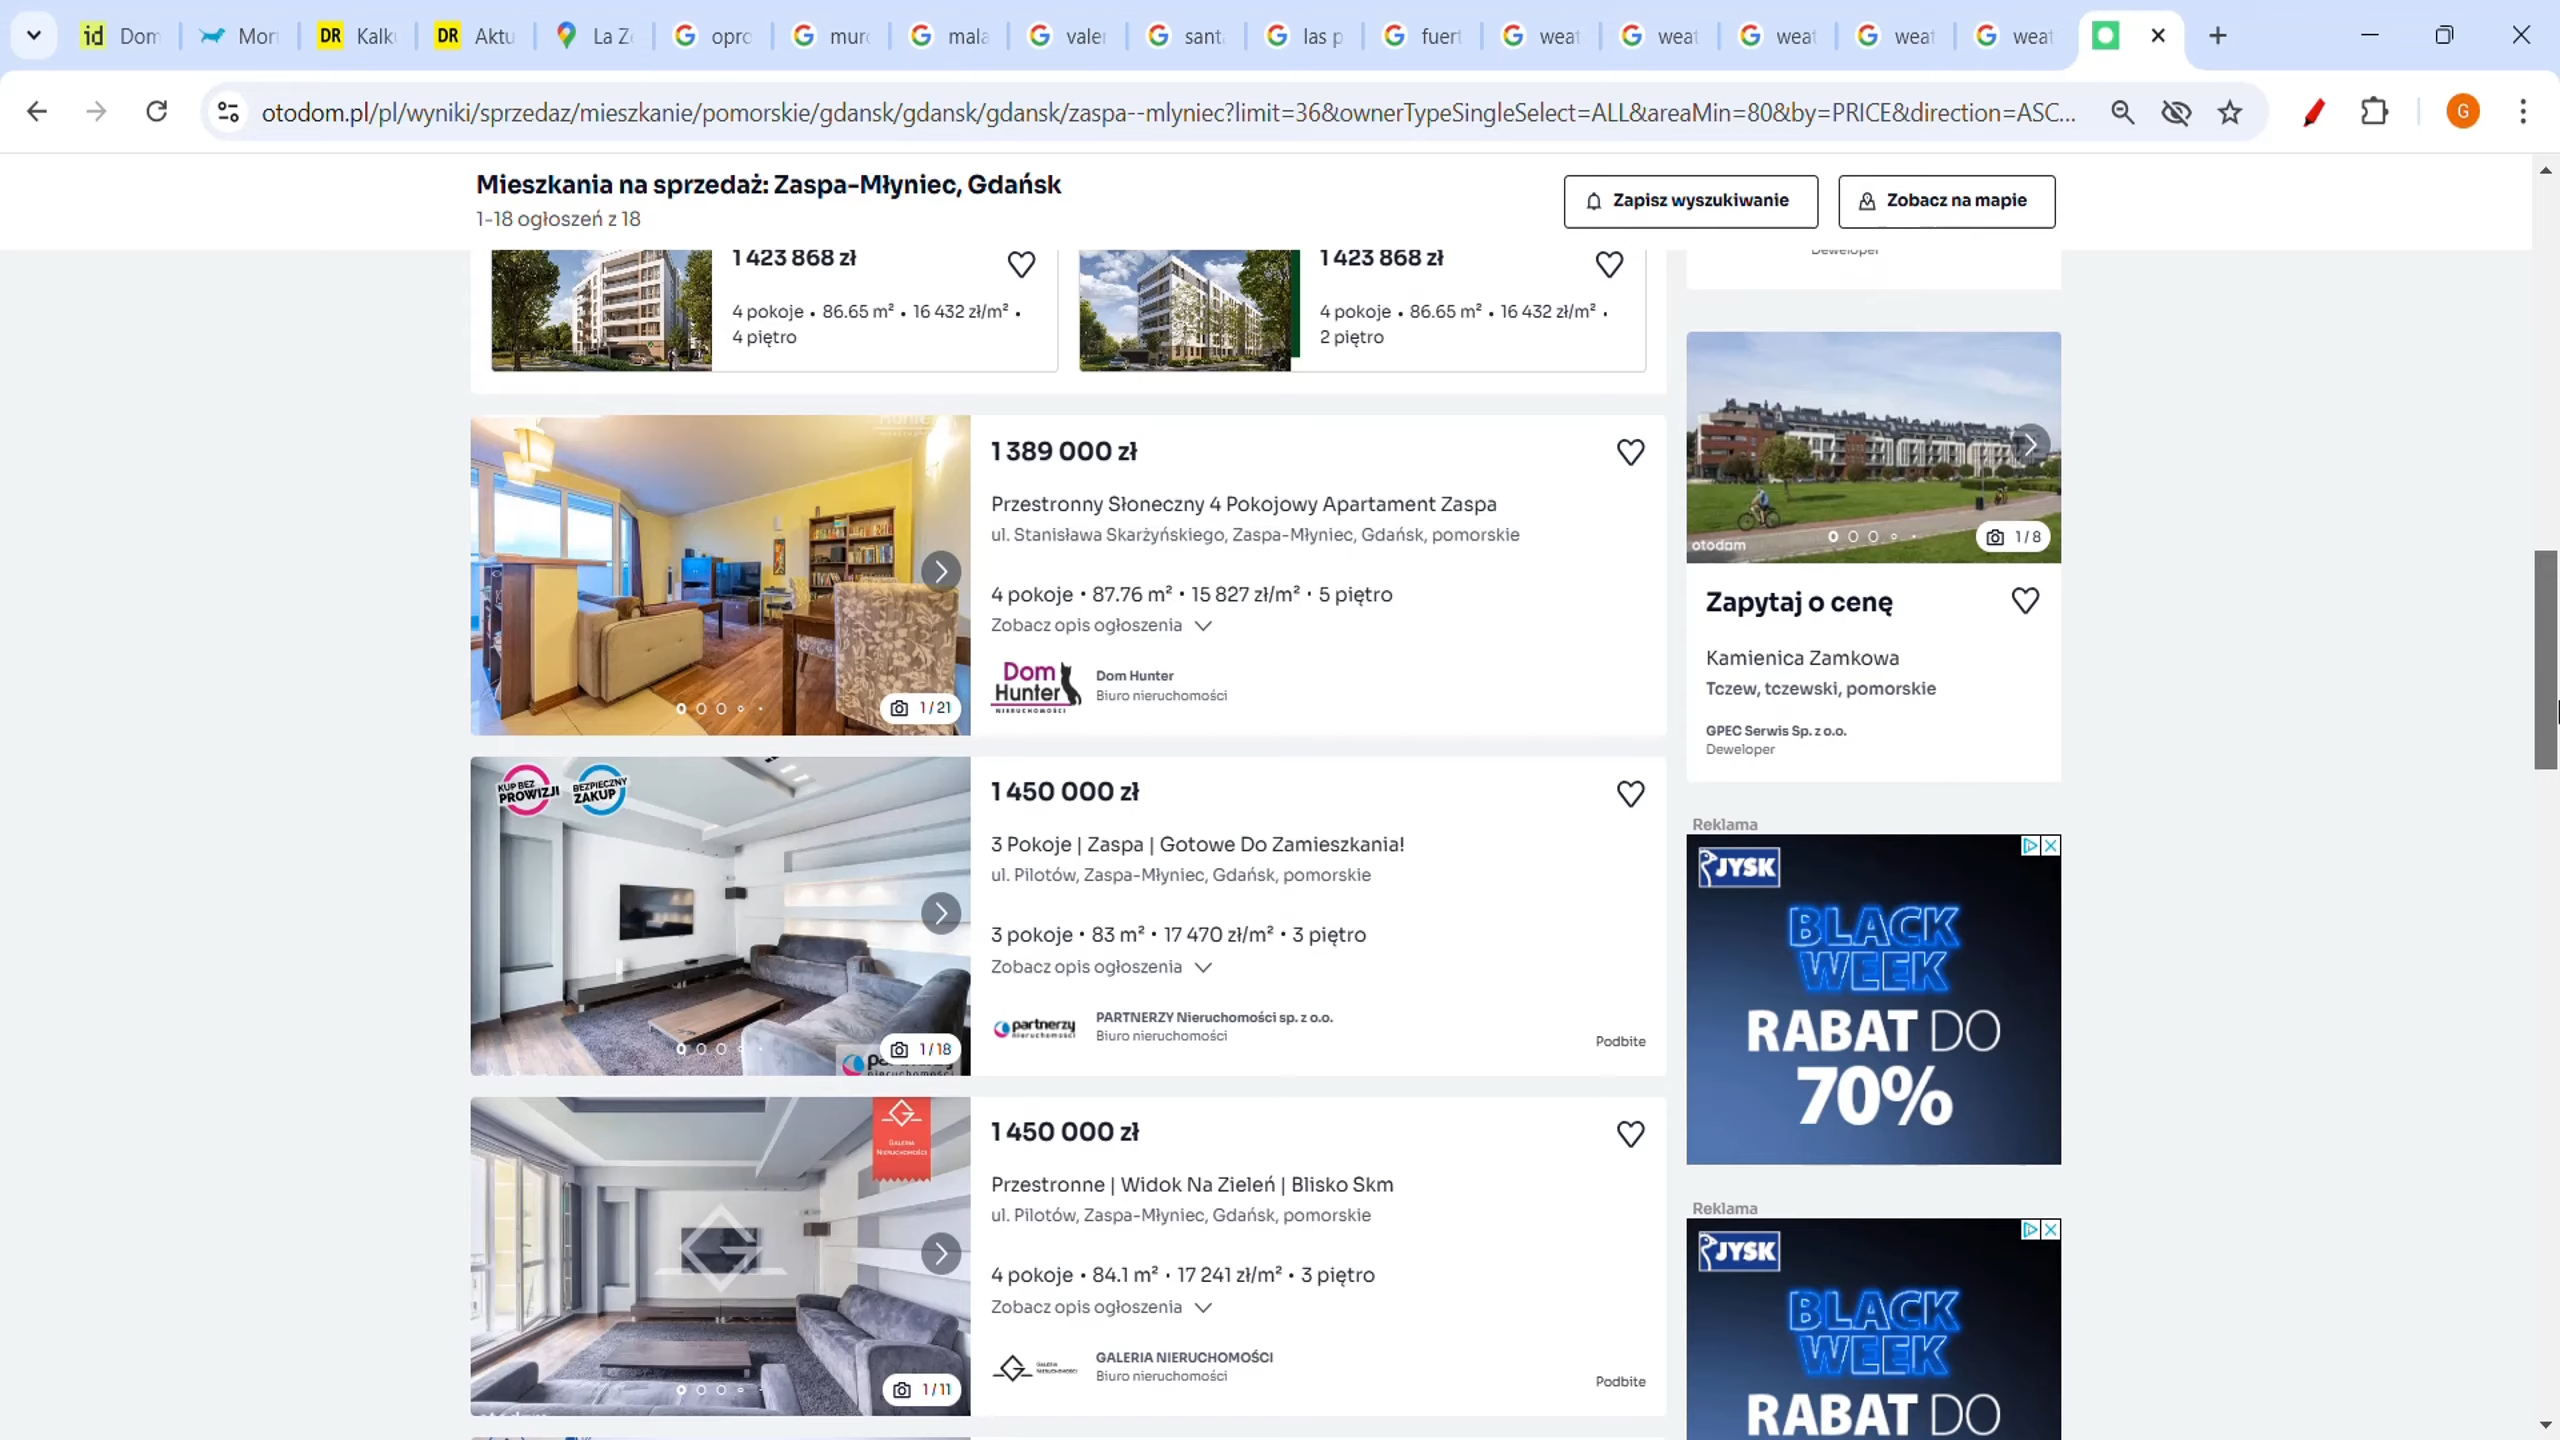 Dom
Mor
Kalk
Aktu
La Ze
opro
murc
mala
valer
sant
las p
fuert
weat
weat
weat
weat
weat
otodom.pl/pl/wyniki/sprzedaz/mieszkanie/pomorskie/gdansk/gdansk/gdansk/zaspa--mlyniec?limit=36&ownerTypeSingleSelect=ALL&areaMin=80&by=PRICE&direction=ASC...
G
Mieszkania na sprzedaż: Zaspa-Młyniec, Gdańsk
1-18 ogłoszeń z 18
Zapisz wyszukiwanie
Zobacz na mapie
1 423 868 zł
4 pokoje • 86.65 m² • 16 432 zł/m² •
4 piętro
1 423 868 zł
4 pokoje • 86.65 m² • 16 432 zł/m² •
2 piętro
Deweloper
1 389 000 zł
Przestronny Słoneczny 4 Pokojowy Apartament Zaspa
ul. Stanisława Skarżyńskiego, Zaspa-Młyniec, Gdańsk, pomorskie
4 pokoje • 87.76 m² • 15 827 zł/m² • 5 piętro
Zobacz opis ogłoszenia
Dom
Hunter
NIERUCHOMOŚCI
Dom Hunter
Biuro nieruchomości
1/21
KUP BEZ
PROWIZJI
BEZPIECZNY
ZAKUP
1 450 000 zł
3 Pokoje | Zaspa | Gotowe Do Zamieszkania!
ul. Pilotów, Zaspa-Młyniec, Gdańsk, pomorskie
3 pokoje • 83 m² • 17 470 zł/m² • 3 piętro
Zobacz opis ogłoszenia
partnerzy
nieruchomości
PARTNERZY Nieruchomości sp. z o.o.
Biuro nieruchomości
Podbite
1/18
GALERIA
NIERUCHOMOŚCI
1 450 000 zł
Przestronne | Widok Na Zieleń | Blisko Skm
ul. Pilotów, Zaspa-Młyniec, Gdańsk, pomorskie
4 pokoje • 84.1 m² • 17 241 zł/m² • 3 piętro
Zobacz opis ogłoszenia
GALERIA NIERUCHOMOŚCI
Biuro nieruchomości
Podbite
1/11
otodom
1/8
Zapytaj o cenę
Kamienica Zamkowa
Tczew, tczewski, pomorskie
GPEC Serwis Sp. z o.o.
Deweloper
Reklama
JYSK
BLACK
WEEK
RABAT DO
70%
Reklama
JYSK
BLACK
WEEK
RABAT DO